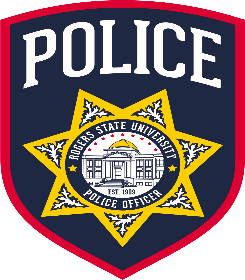 POLICE
ROGERS STATE UNIVERSITY
EST. 1909
POLICE OFFICER